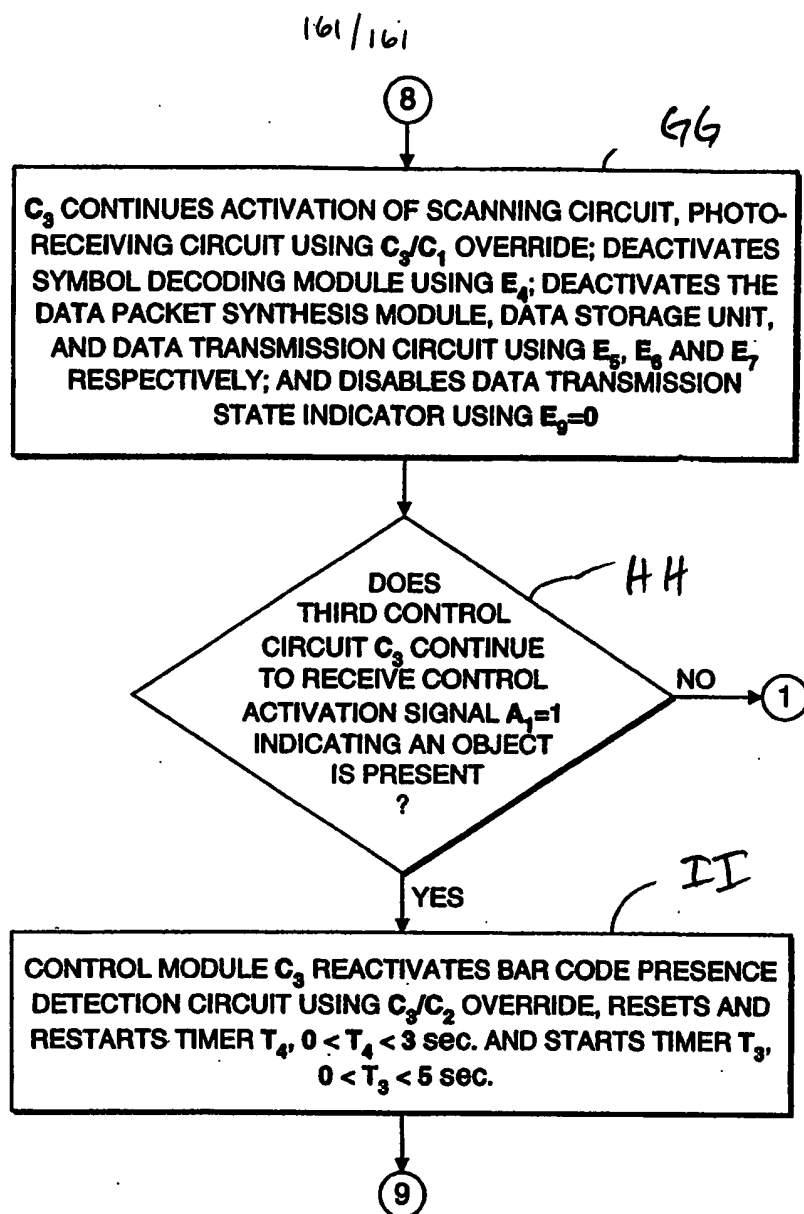 161/161
8
GG
C₃ CONTINUES ACTIVATION OF SCANNING CIRCUIT, PHOTO-
RECEIVING CIRCUIT USING C₃/C₁ OVERRIDE; DEACTIVATES
SYMBOL DECODING MODULE USING E₄; DEACTIVATES THE
DATA PACKET SYNTHESIS MODULE, DATA STORAGE UNIT,
AND DATA TRANSMISSION CIRCUIT USING E₅, E₆ AND E₇
RESPECTIVELY; AND DISABLES DATA TRANSMISSION
STATE INDICATOR USING E₉=0
HH
DOES
THIRD CONTROL
CIRCUIT C₃ CONTINUE
TO RECEIVE CONTROL
ACTIVATION SIGNAL A₁=1
INDICATING AN OBJECT
IS PRESENT
?
NO
1
YES
II
CONTROL MODULE C₃ REACTIVATES BAR CODE PRESENCE
DETECTION CIRCUIT USING C₃/C₂ OVERRIDE, RESETS AND
RESTARTS TIMER T₄, 0 < T₄ < 3 sec. AND STARTS TIMER T₃,
0 < T₃ < 5 sec.
9